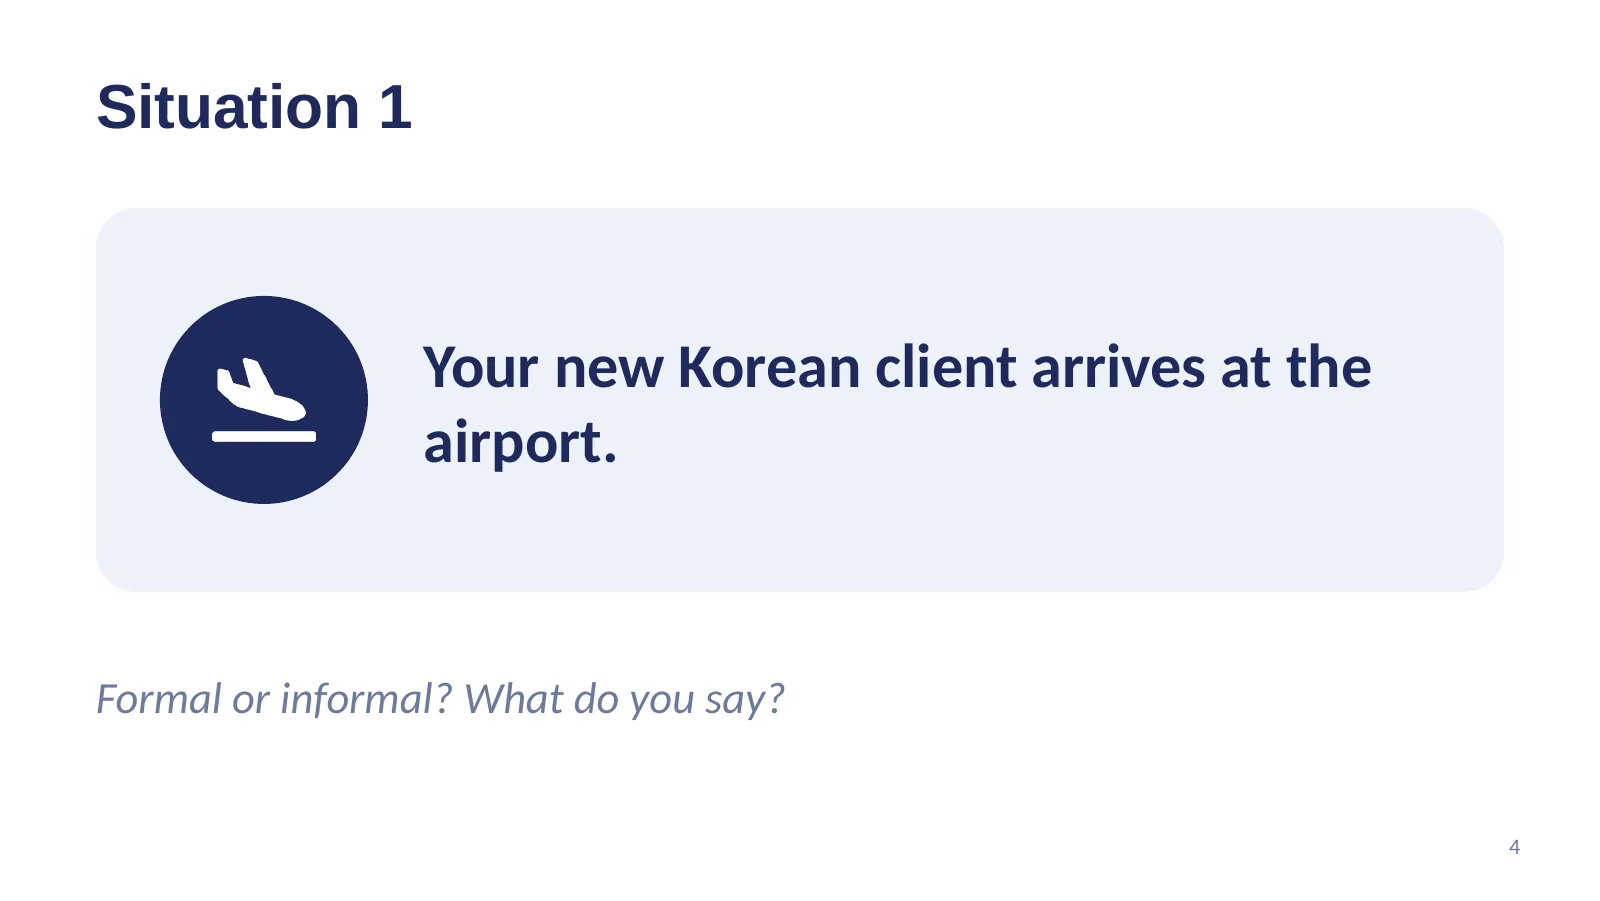 Situation 1
Your new Korean client arrives at the
airport.
Formal or informal? What do you say?
4